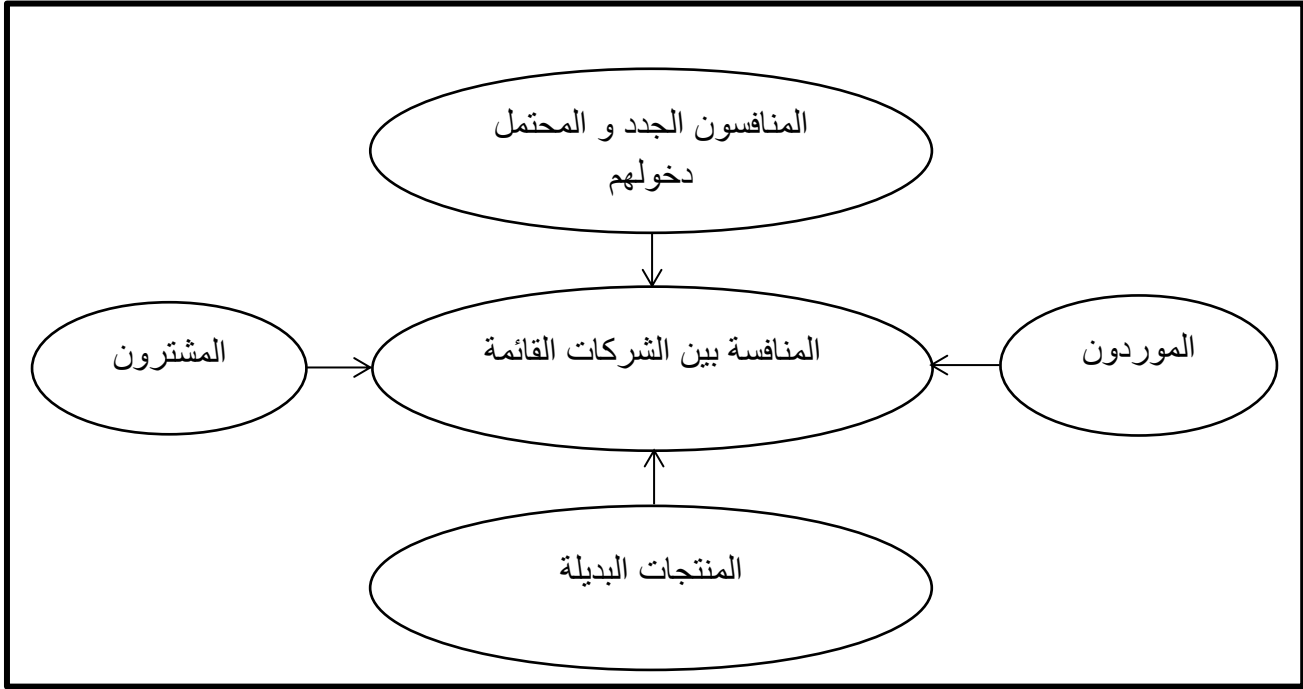 المنافسون الجدد و المحتمل
دخولهم
الموردون
المنافسة بين الشركات القائمة
المشترون
المنتجات البديلة